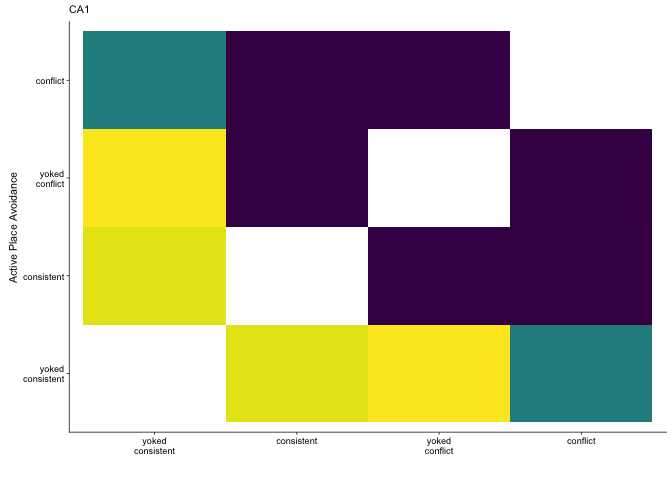 CA1
Active Place Avoidance
conflict
yoked
conflict
consistent
yoked
consistent
yoked
consistent
consistent
yoked
conflict
conflict